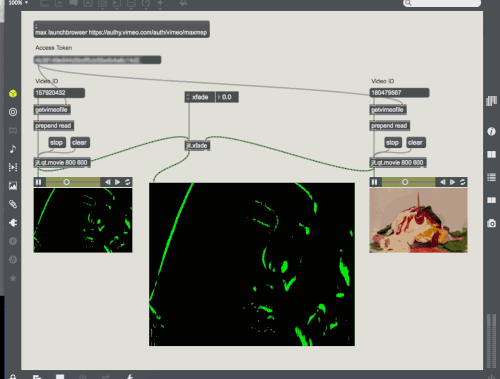 100%
max launchbrowser https://authy.vimeo.com/auth/vimeo/maxmsp
Access Token
Video ID
157920432
getvimeofile
prepend read
stop clear
jit.qt.movie 800 600
xfade 0.0
jit.xfade
Video ID
180479567
getvimeofile
prepend read
stop clear
jit.qt.movie 800 600